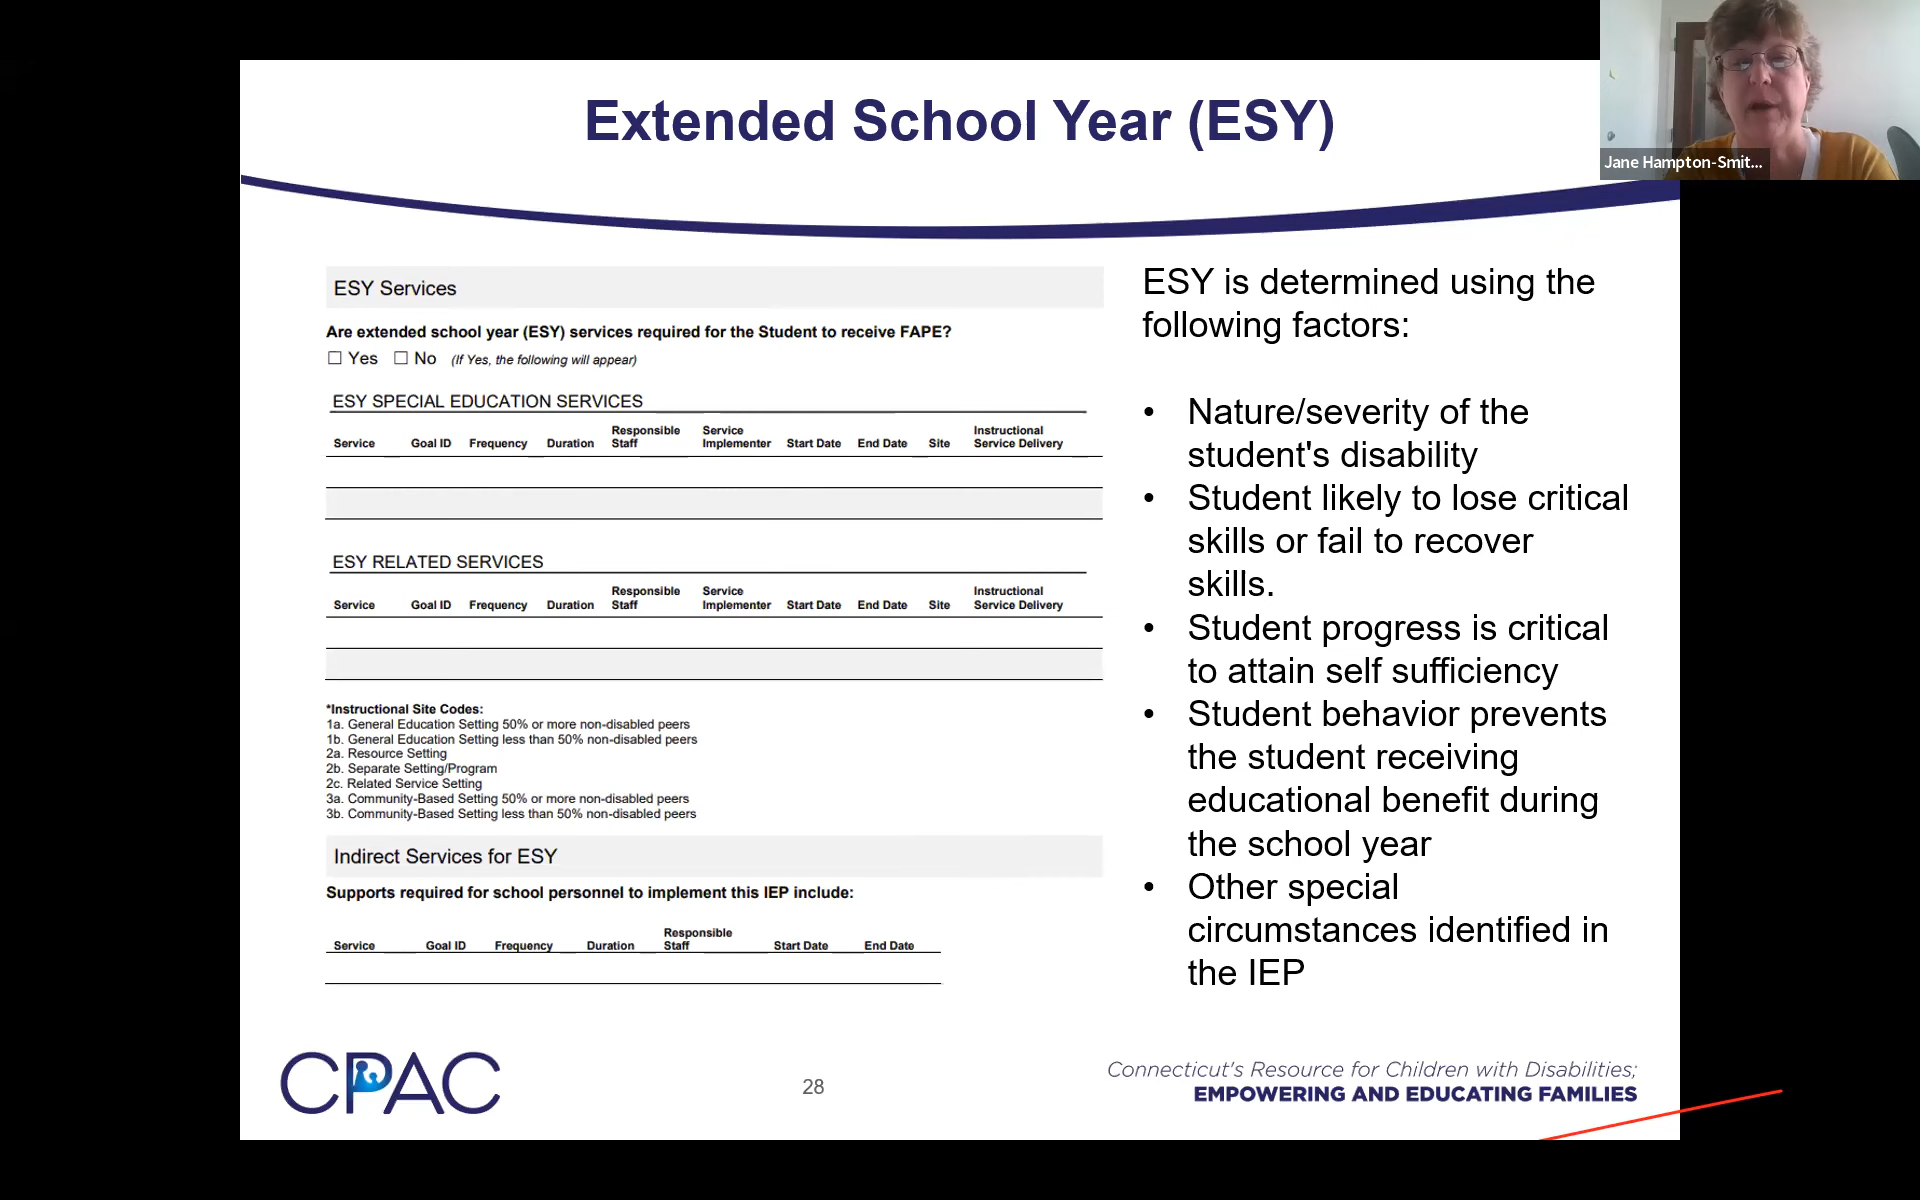 Extended School Year (ESY)
Jane Hampton-Smit...
ESY Services
Are extended school year (ESY) services required for the Student to receive FAPE?
☐ Yes ☐ No (If Yes, the following will appear)
ESY SPECIAL EDUCATION SERVICES
Service Goal ID Frequency Duration Responsible Staff Service Implementer Start Date End Date Site Instructional Service Delivery
ESY RELATED SERVICES
Service Goal ID Frequency Duration Responsible Staff Service Implementer Start Date End Date Site Instructional Service Delivery
*Instructional Site Codes:
1a. General Education Setting 50% or more non-disabled peers
1b. General Education Setting less than 50% non-disabled peers
2a. Resource Setting
2b. Separate Setting/Program
2c. Related Service Setting
3a. Community-Based Setting 50% or more non-disabled peers
3b. Community-Based Setting less than 50% non-disabled peers
Indirect Services for ESY
Supports required for school personnel to implement this IEP include:
Service Goal ID Frequency Duration Responsible Staff Start Date End Date
ESY is determined using the
following factors:
• Nature/severity of the
student's disability
• Student likely to lose critical
skills or fail to recover
skills.
• Student progress is critical
to attain self sufficiency
• Student behavior prevents
the student receiving
educational benefit during
the school year
• Other special
circumstances identified in
the IEP
CPAC
28
Connecticut's Resource for Children with Disabilities;
EMPOWERING AND EDUCATING FAMILIES